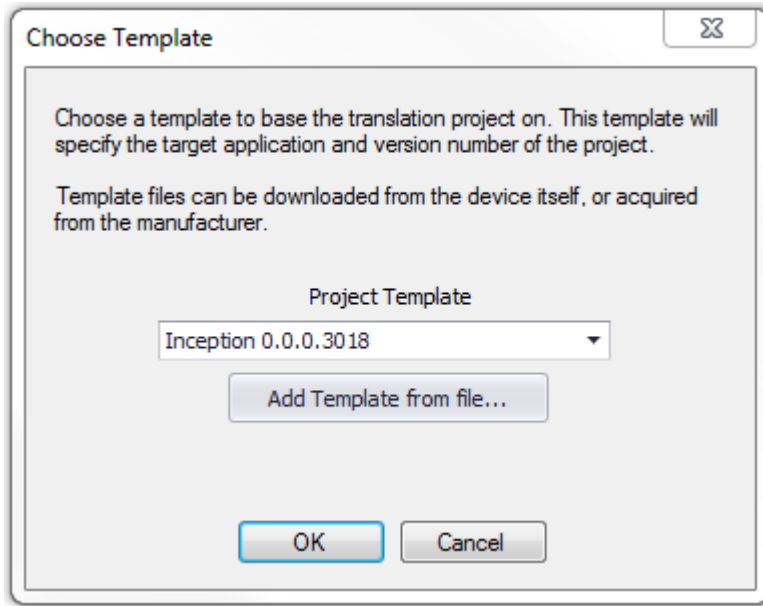 Choose Template
Choose a template to base the translation project on. This template will
specify the target application and version number of the project.
Template files can be downloaded from the device itself, or acquired
from the manufacturer.
Project Template
Inception 0.0.0.3018
Add Template from file...
OK
Cancel